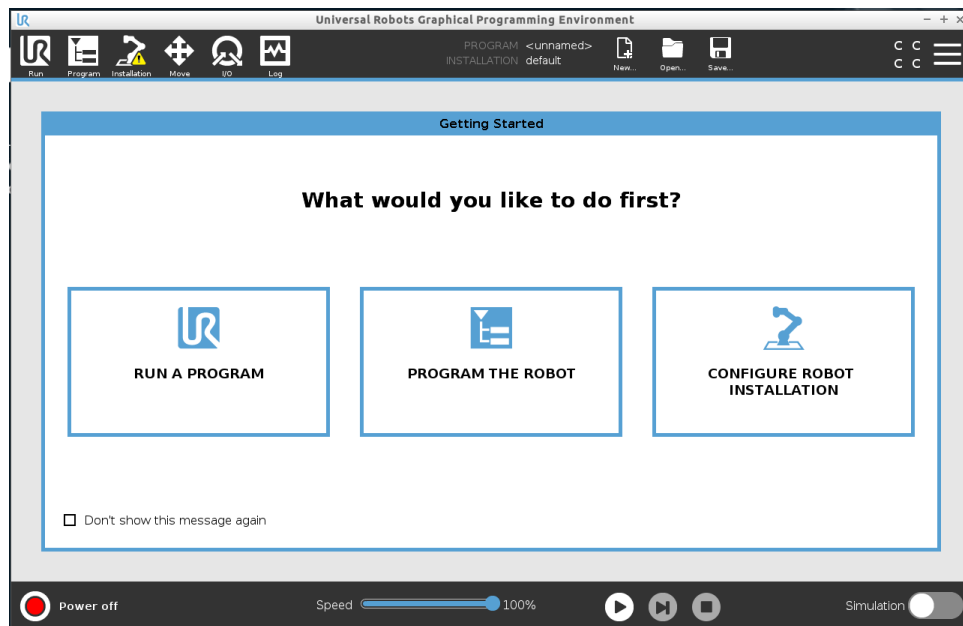 UR
Universal Robots Graphical Programming Environment
Run
Program
Installation
Move
I/O
Log
PROGRAM <unnamed>
INSTALLATION default
New...
Open...
Save...
C C
C C
Getting Started
What would you like to do first?
RUN A PROGRAM
PROGRAM THE ROBOT
CONFIGURE ROBOT
INSTALLATION
Don't show this message again
Power off
Speed
100%
Simulation